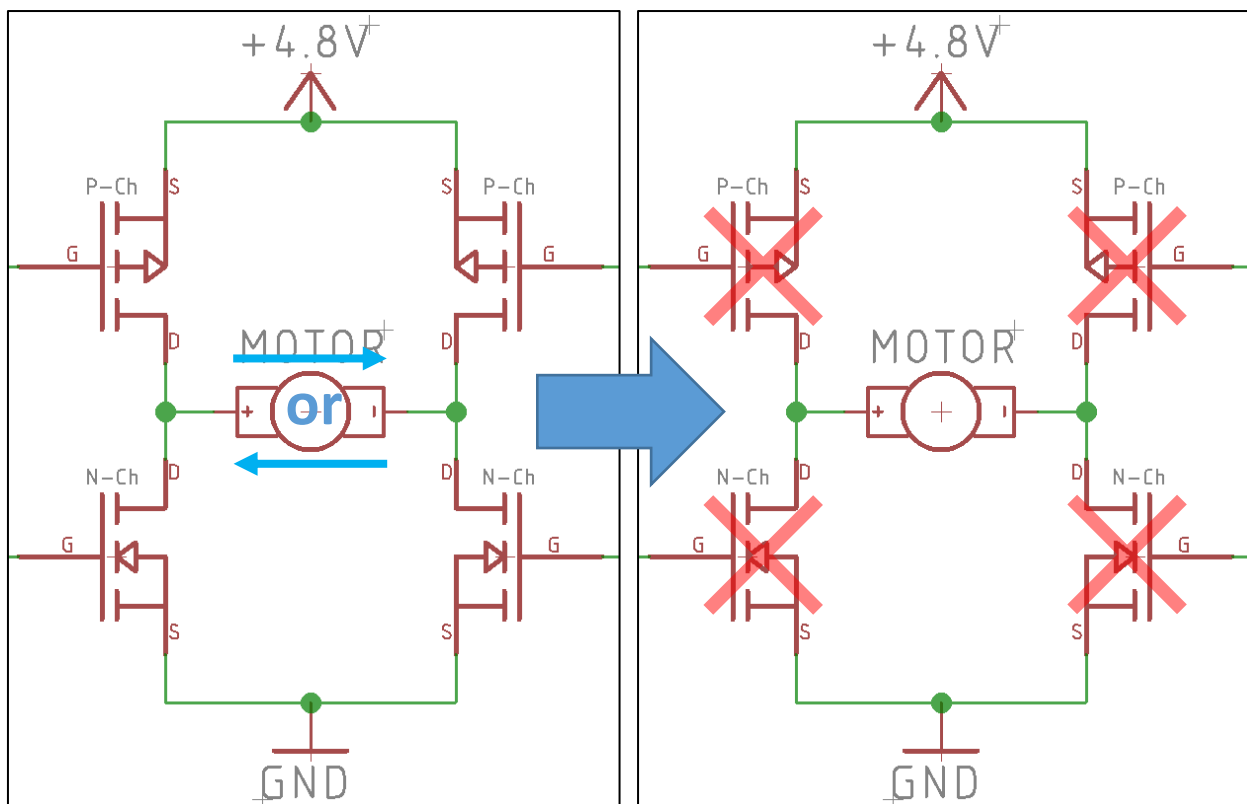 +4.8V
P-Ch S S P-Ch
G G
D D
MOTOR
+ or -
D D
N-Ch N-Ch
G G
S S
GND
+4.8V
P-Ch S S P-Ch
G G
D D
MOTOR
+ -
D D
N-Ch N-Ch
G G
S S
GND